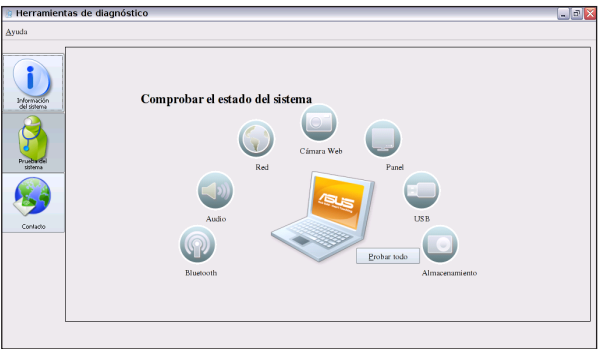 Herramientas de diagnóstico
Ayuda
Información
del sistema
Prueba del
sistema
Contacto
Comprobar el estado del sistema
Cámara Web
Red
Panel
Audio
USB
Bluetooth
Almacenamiento
ASUS
Probar todo